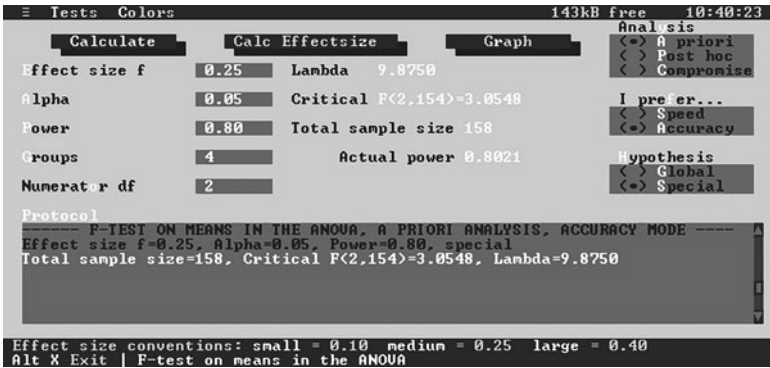 ≡ Tests Colors 143kB free 10:40:23
Calculate Calc Effectsize Graph
Analysis
(•) A priori
( ) Post hoc
( ) Compromise
Effect size f 0.25 Lambda 9.8750
Alpha 0.05 Critical F(2,154)=3.0548
I prefer...
( ) Speed
(•) Accuracy
Power 0.80 Total sample size 158
Groups 4 Actual power 0.8021
Hypothesis
( ) Global
(•) Special
Numerator df 2
Protocol
------ F-TEST ON MEANS IN THE ANOVA, A PRIORI ANALYSIS, ACCURACY MODE ----
Effect size f=0.25, Alpha=0.05, Power=0.80, special
Total sample size=158, Critical F(2,154)=3.0548, Lambda=9.8750
Effect size conventions: small = 0.10 medium = 0.25 large = 0.40
Alt X Exit | F-test on means in the ANOVA